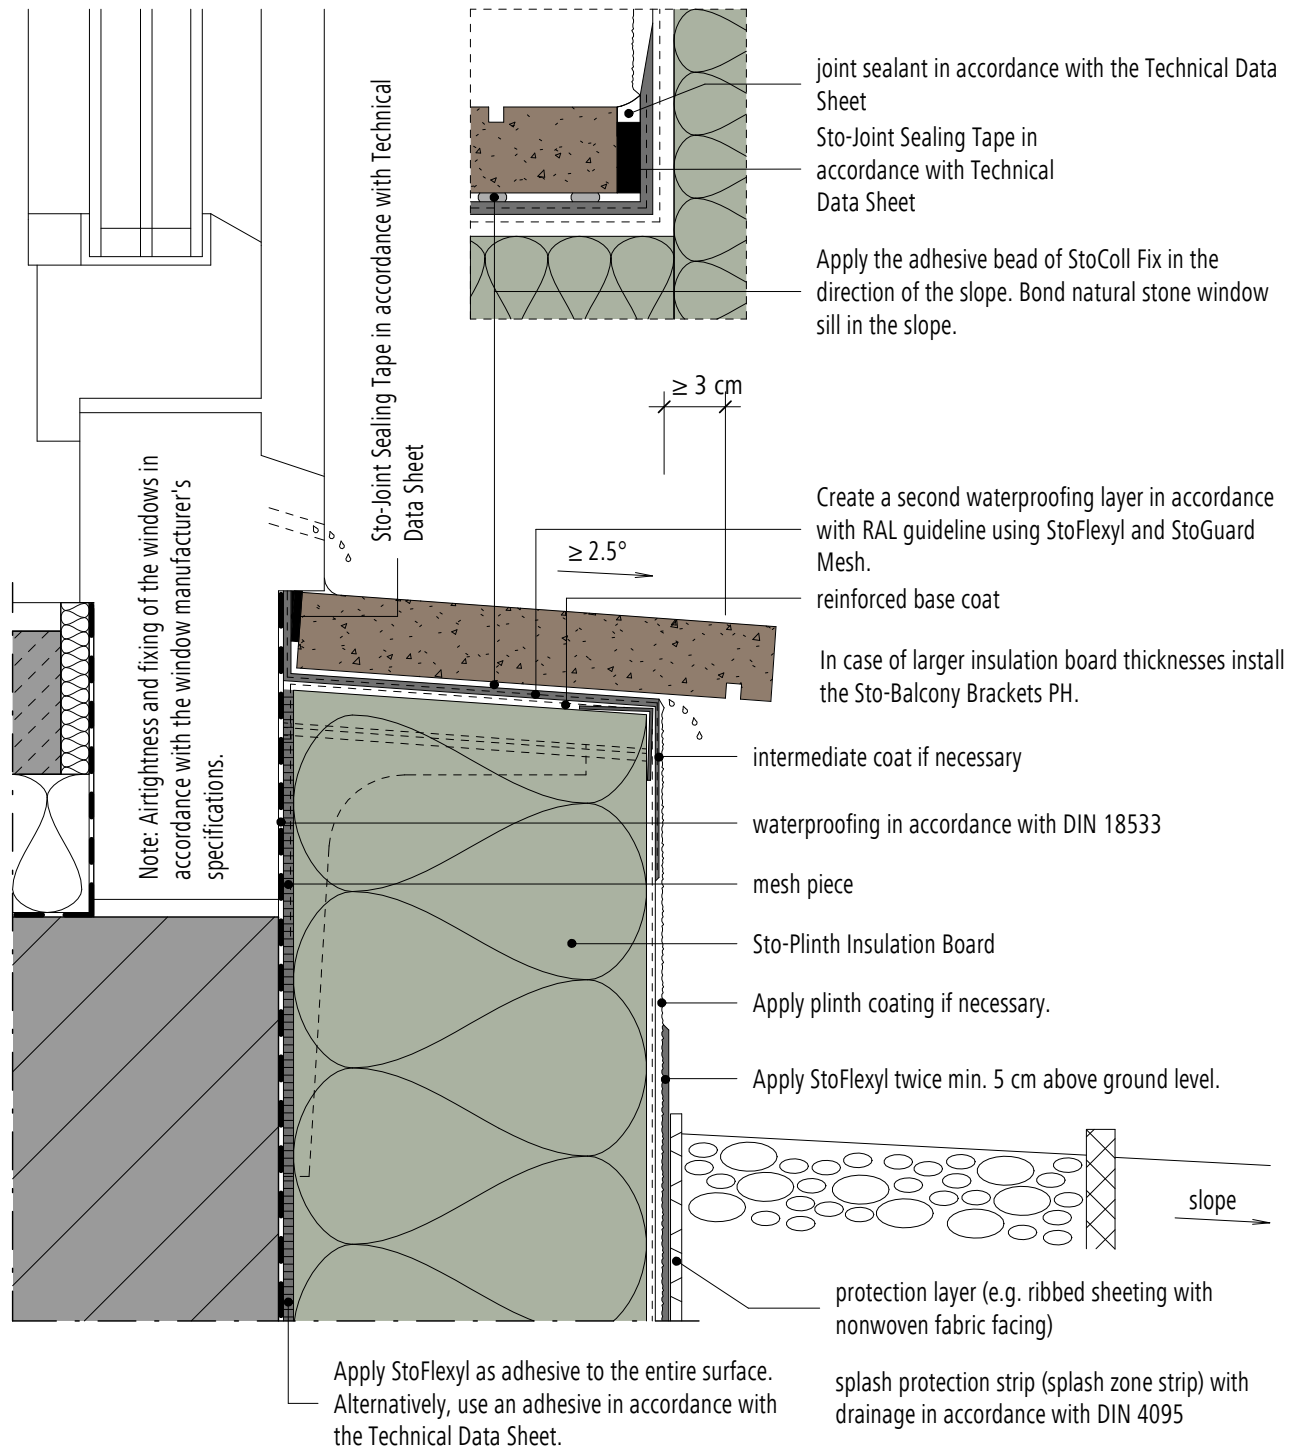 joint sealant in accordance with the Technical Data
Sheet
Sto-Joint Sealing Tape in
accordance with Technical
Data Sheet
Apply the adhesive bead of StoColl Fix in the
direction of the slope. Bond natural stone window
sill in the slope.
Sto-Joint Sealing Tape in accordance with Technical
Data Sheet
≥ 3 cm
Note: Airtightness and fixing of the windows in
accordance with the window manufacturer's
specifications.
Create a second waterproofing layer in accordance
with RAL guideline using StoFlexyl and StoGuard
Mesh.
≥ 2.5°
reinforced base coat
In case of larger insulation board thicknesses install
the Sto-Balcony Brackets PH.
intermediate coat if necessary
waterproofing in accordance with DIN 18533
mesh piece
Sto-Plinth Insulation Board
Apply plinth coating if necessary.
Apply StoFlexyl twice min. 5 cm above ground level.
slope
protection layer (e.g. ribbed sheeting with
nonwoven fabric facing)
splash protection strip (splash zone strip) with
drainage in accordance with DIN 4095
Apply StoFlexyl as adhesive to the entire surface.
Alternatively, use an adhesive in accordance with
the Technical Data Sheet.